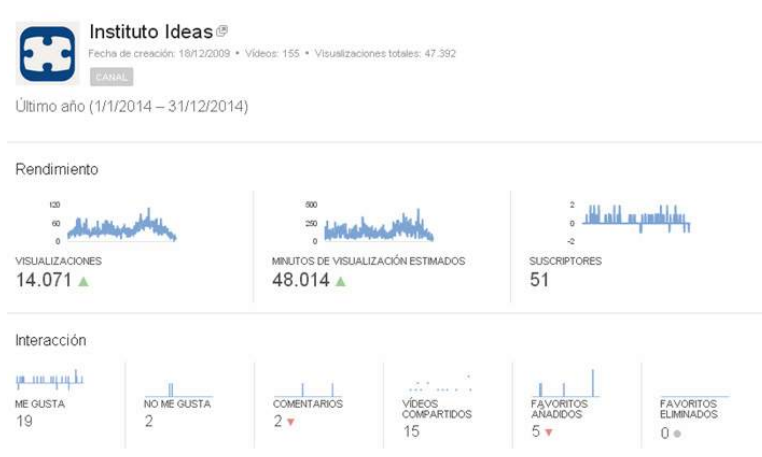 Instituto Ideas
Fecha de creación: 18/12/2009 • Vídeos: 155 • Visualizaciones totales: 47.392
CANAL
Último año (1/1/2014 – 31/12/2014)
Rendimiento
120
60
0
VISUALIZACIONES
14.071
500
250
0
MINUTOS DE VISUALIZACIÓN ESTIMADOS
48.014
2
0
-2
SUSCRIPTORES
51
Interacción
ME GUSTA
19
NO ME GUSTA
2
COMENTARIOS
2
VÍDEOS
COMPARTIDOS
15
FAVORITOS
AÑADIDOS
5
FAVORITOS
ELIMINADOS
0